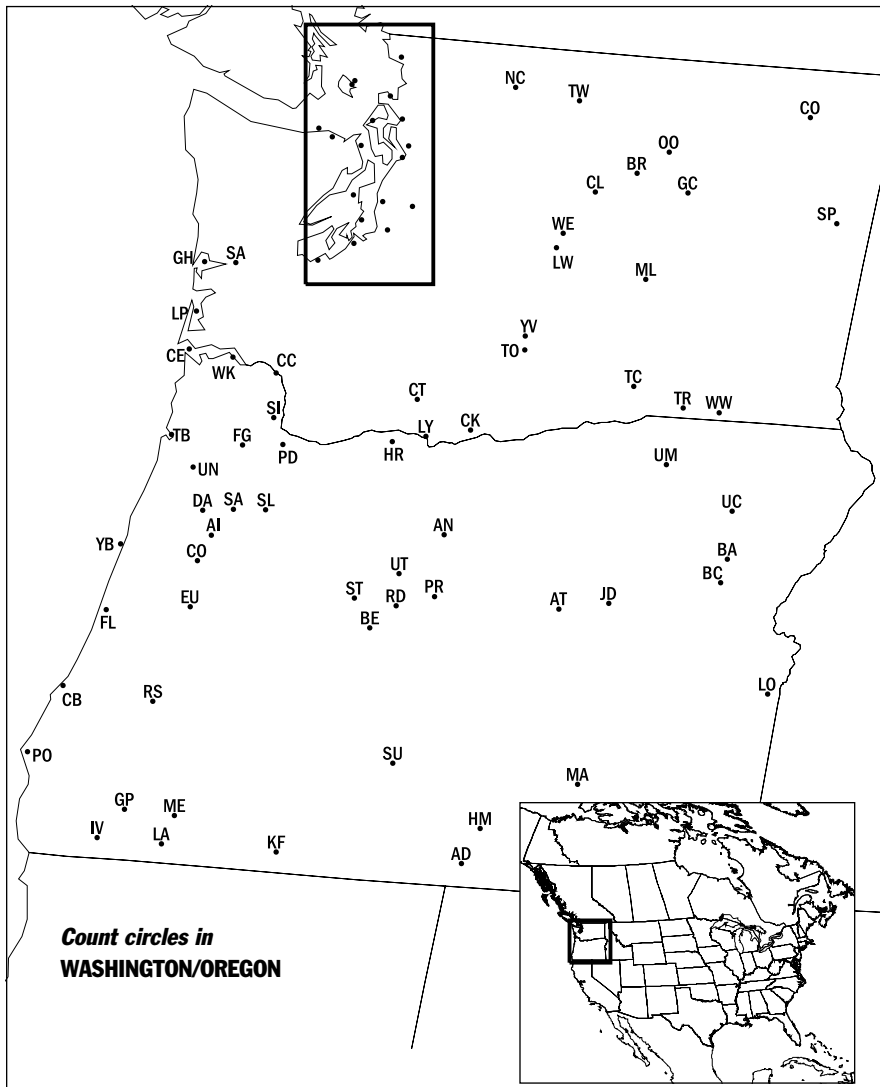 NC
TW
CO
OO
BR
CL
GC
SP
WE
LW
GH
SA
ML
LP
YV
TO
CE
WK
CC
CT
TC
TR
WW
SI
TB
FG
PD
HR
LY
CK
UM
UN
DA
SA
SL
UC
AI
AN
YB
CO
UT
BA
BC
ST
RD
PR
EU
BE
AT
JD
FL
CB
RS
LO
PO
SU
MA
GP
ME
IV
LA
KF
HM
AD
Count circles in
WASHINGTON/OREGON